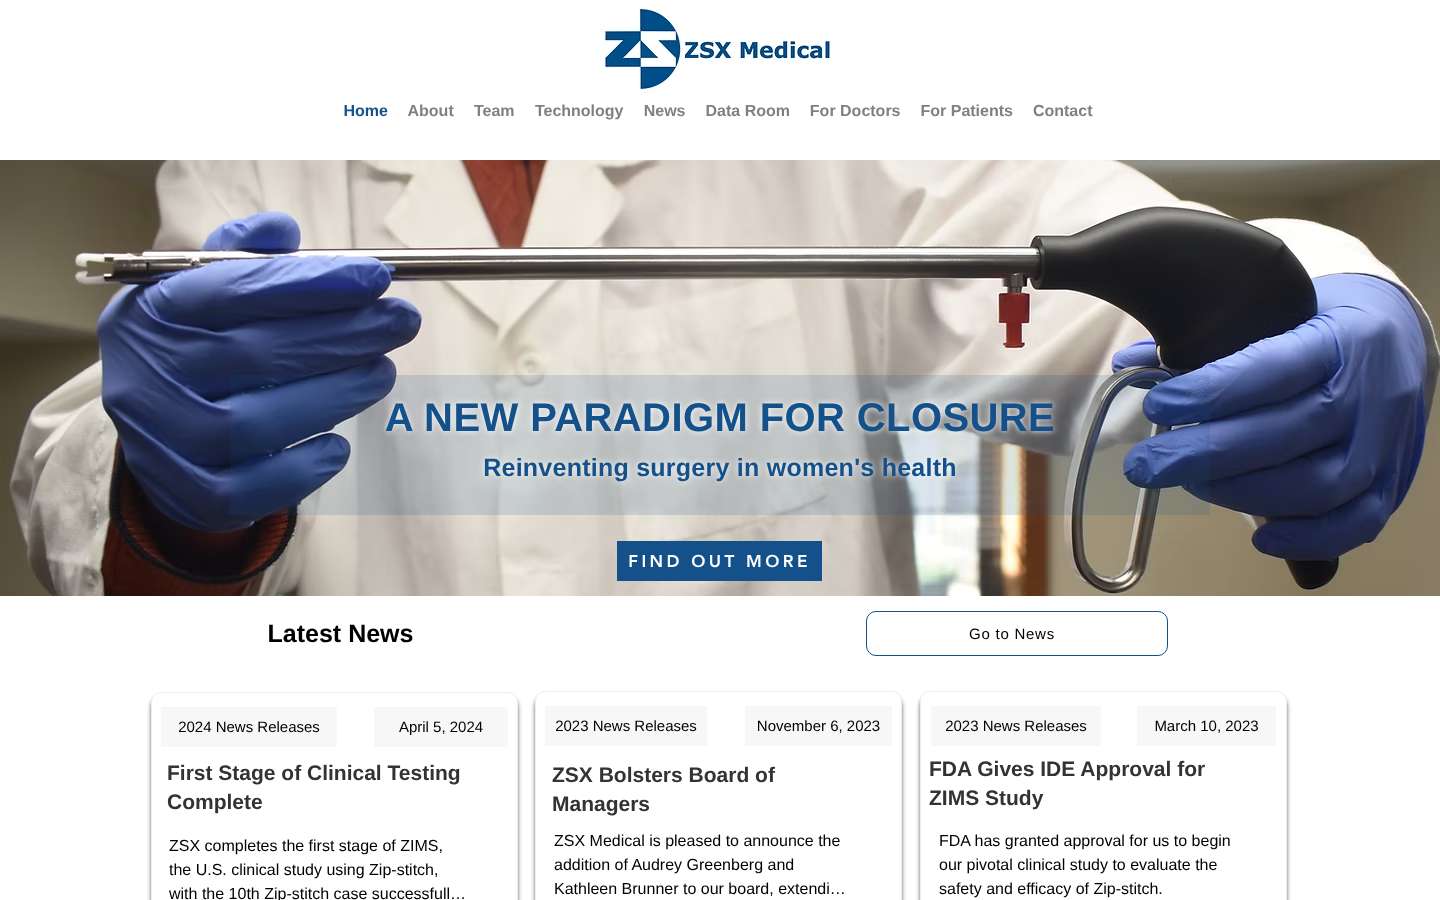 ZSX Medical
Home About Team Technology News Data Room For Doctors For Patients Contact
A NEW PARADIGM FOR CLOSURE
Reinventing surgery in women's health
FIND OUT MORE
Latest News
Go to News
2024 News Releases
April 5, 2024
First Stage of Clinical Testing
Complete
ZSX completes the first stage of ZIMS,
the U.S. clinical study using Zip-stitch,
with the 10th Zip-stitch case successfull…
2023 News Releases
November 6, 2023
ZSX Bolsters Board of
Managers
ZSX Medical is pleased to announce the
addition of Audrey Greenberg and
Kathleen Brunner to our board, extendi…
2023 News Releases
March 10, 2023
FDA Gives IDE Approval for
ZIMS Study
FDA has granted approval for us to begin
our pivotal clinical study to evaluate the
safety and efficacy of Zip-stitch.